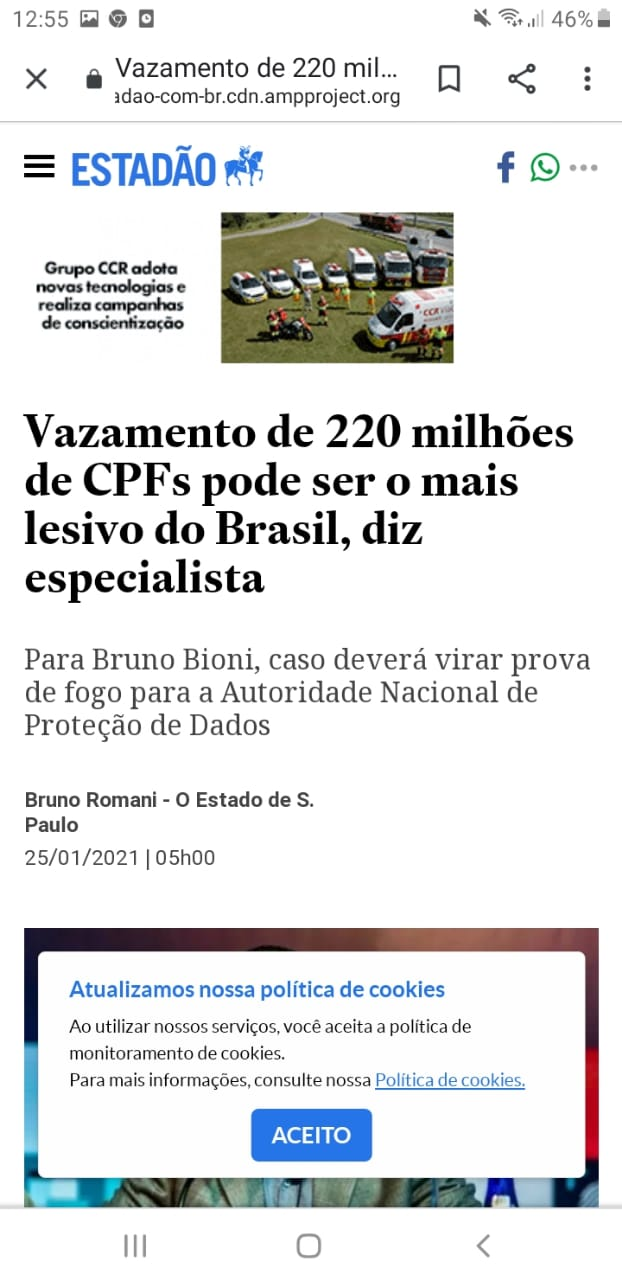 12:55 46%
Vazamento de 220 mil...
adao-com-br.cdn.ampproject.org
ESTADÃO
Grupo CCR adota
novas tecnologias e
realiza campanhas
de conscientização
CCR
Vazamento de 220 milhões
de CPFs pode ser o mais
lesivo do Brasil, diz
especialista
Para Bruno Bioni, caso deverá virar prova
de fogo para a Autoridade Nacional de
Proteção de Dados
Bruno Romani - O Estado de S.
Paulo
25/01/2021 | 05h00
Atualizamos nossa política de cookies
Ao utilizar nossos serviços, você aceita a política de
monitoramento de cookies.
Para mais informações, consulte nossa Política de cookies.
ACEITO